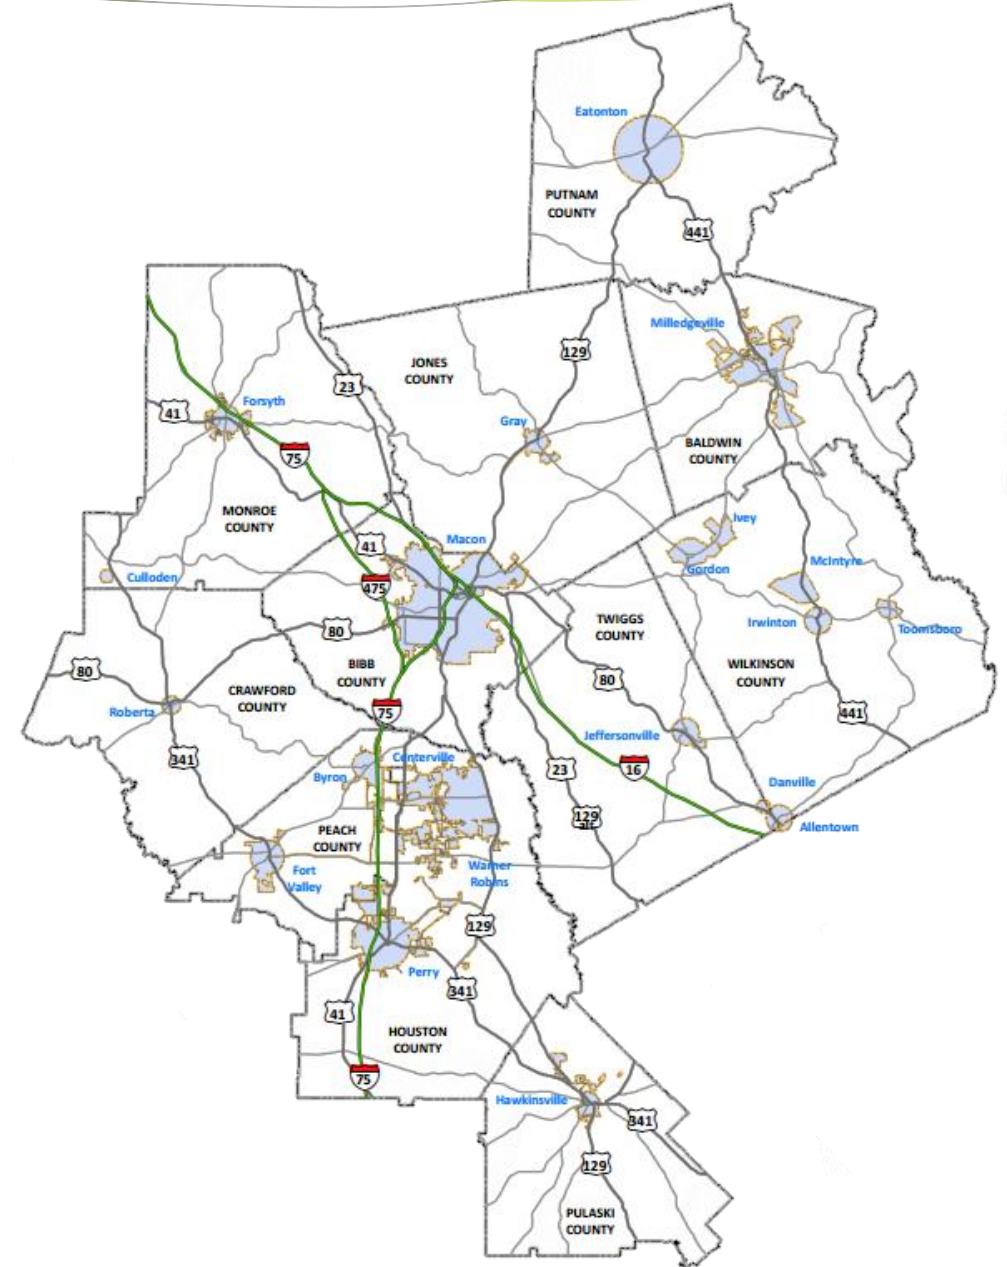 Eatonton
PUTNAM
COUNTY
441
Milledgeville
129
JONES
COUNTY
23
Forsyth
41
Gray
75
BALDWIN
COUNTY
MONROE
COUNTY
Ivey
Macon
41
Gordon
McIntyre
Culloden
475
Irwinton
Toomsboro
TWIGGS
COUNTY
80
BIBB
COUNTY
WILKINSON
COUNTY
80
80
CRAWFORD
COUNTY
Roberta
75
441
Jeffersonville
341
Centerville
Byron
23
16
Danville
129
Allentown
PEACH
COUNTY
Fort
Valley
Warner
Robins
129
Perry
341
41
HOUSTON
COUNTY
75
Hawkinsville
341
129
PULASKI
COUNTY